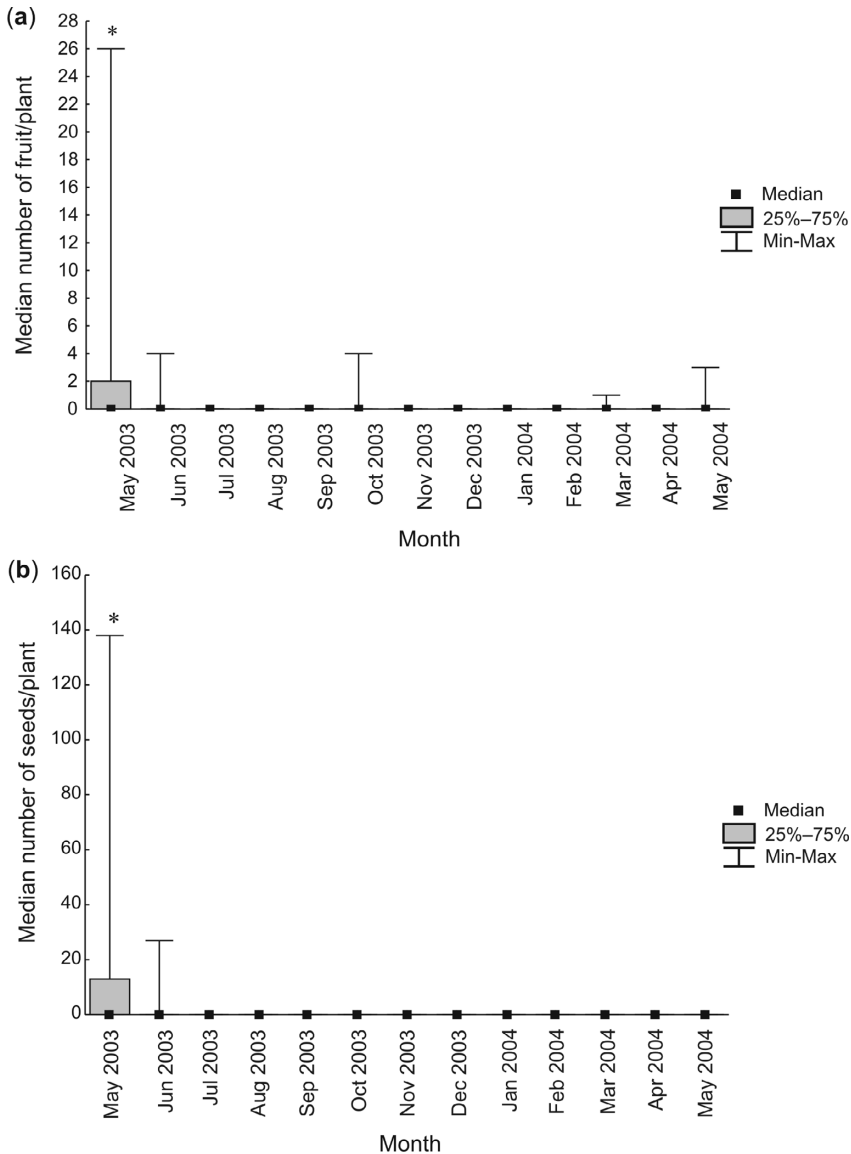 (a)
*
28
26
24
22
20
18
16
14
12
10
8
6
4
2
0
Median number of fruit/plant
Median
25%–75%
Min-Max
May 2003
Jun 2003
Jul 2003
Aug 2003
Sep 2003
Oct 2003
Nov 2003
Dec 2003
Jan 2004
Feb 2004
Mar 2004
Apr 2004
May 2004
Month
(b)
*
160
140
120
100
80
60
40
20
0
Median number of seeds/plant
Median
25%–75%
Min-Max
May 2003
Jun 2003
Jul 2003
Aug 2003
Sep 2003
Oct 2003
Nov 2003
Dec 2003
Jan 2004
Feb 2004
Mar 2004
Apr 2004
May 2004
Month